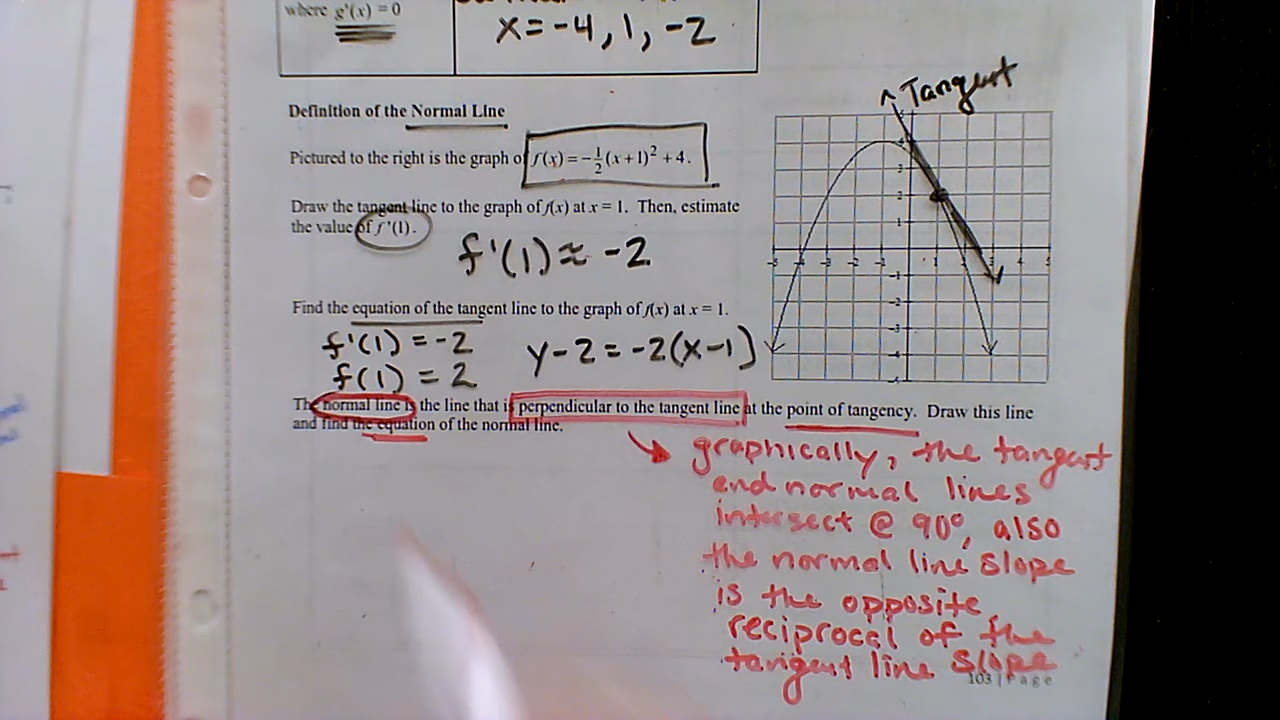 where g'(x) = 0
x = -4, 1, -2
Definition of the Normal Line
Pictured to the right is the graph of f(x) = -1/2(x+1)² + 4.
Draw the tangent line to the graph of f(x) at x = 1. Then, estimate
the value of f '(1).
f'(1) ≈ -2
Find the equation of the tangent line to the graph of f(x) at x = 1.
f'(1) = -2
f(1) = 2
y-2 = -2(x-1)
Tangent
The normal line is the line that is perpendicular to the tangent line at the point of tangency. Draw this line
and find the equation of the normal line.
graphically, the tangent
and normal lines
intersect @ 90°, also
the normal line slope
is the opposite
reciprocal of the
tangent line slope
103 | Page